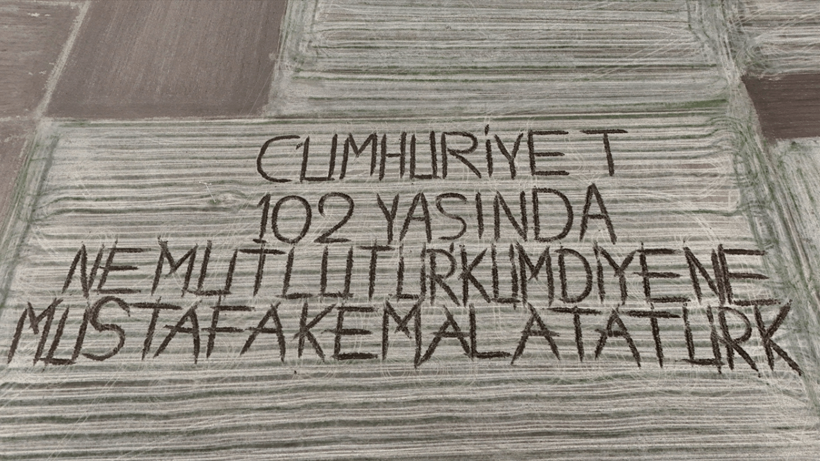 CUMHURİYET
102 YASINDA
NE MUTLU TÜRKÜM DİYENE
MUSTAFA KEMAL ATATÜRK